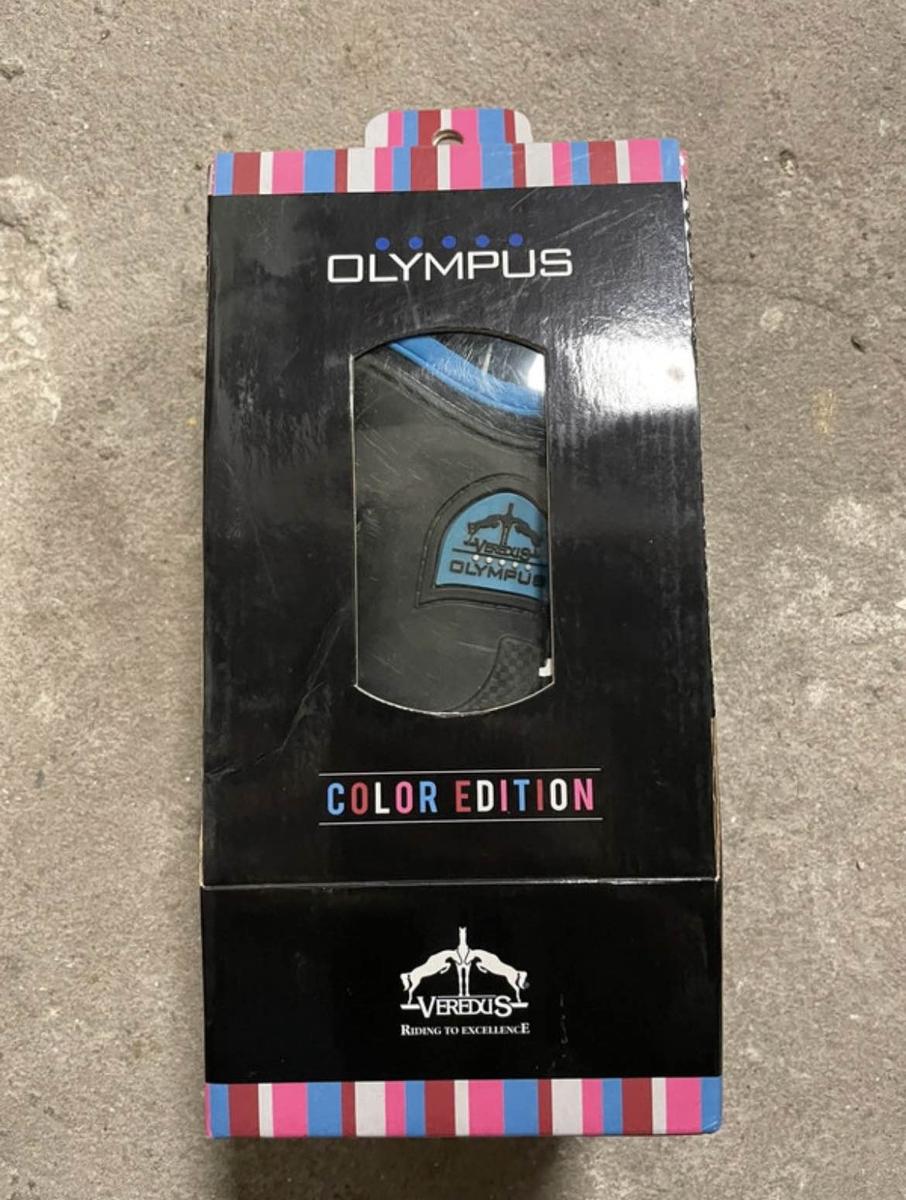 OLYMPUS
VEREDUS
OLYMPUS
COLOR EDITION
VEREDUS
RIDING TO EXCELLENCE